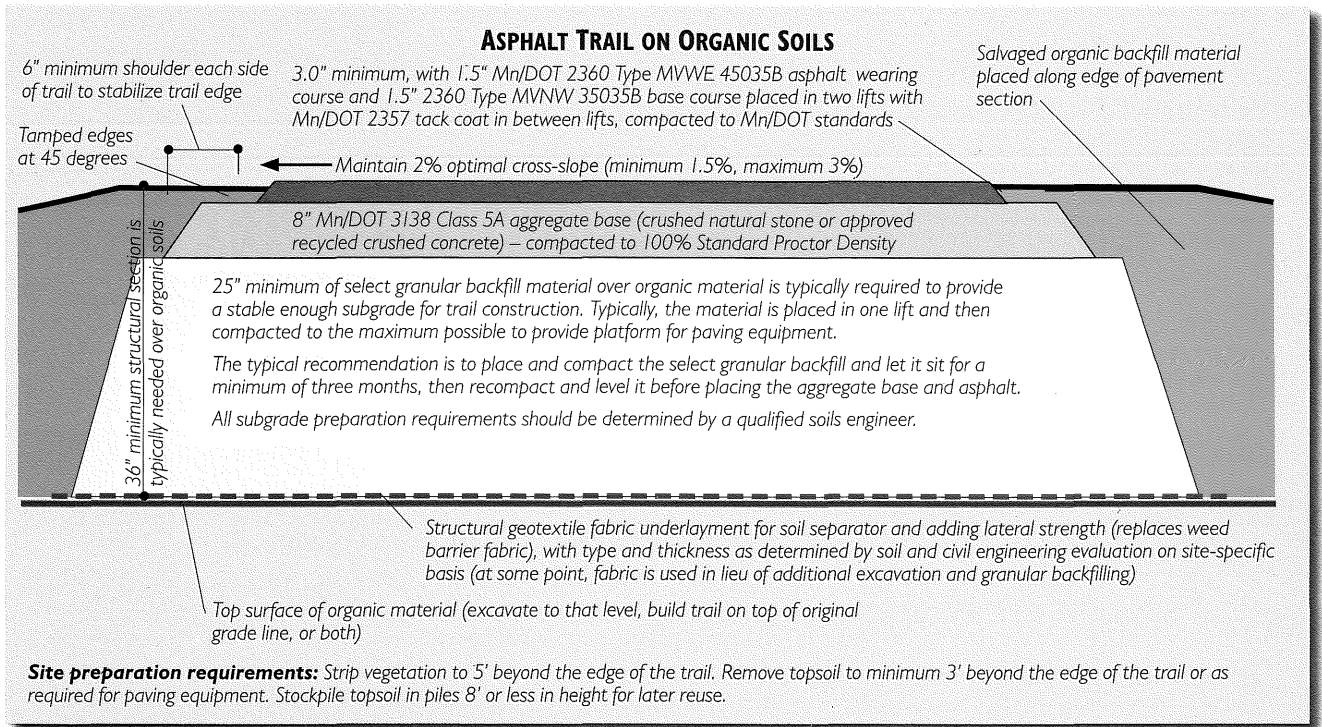 ASPHALT TRAIL ON ORGANIC SOILS
6" minimum shoulder each side
of trail to stabilize trail edge
3.0" minimum, with 1.5" Mn/DOT 2360 Type MVWE 45035B asphalt wearing
course and 1.5" 2360 Type MVNW 35035B base course placed in two lifts with
Mn/DOT 2357 tack coat in between lifts, compacted to Mn/DOT standards
Salvaged organic backfill material
placed along edge of pavement
section
Tamped edges
at 45 degrees
Maintain 2% optimal cross-slope (minimum 1.5%, maximum 3%)
8" Mn/DOT 3138 Class 5A aggregate base (crushed natural stone or approved
recycled crushed concrete) – compacted to 100% Standard Proctor Density
36" minimum structural section is
typically needed over organic soils
25" minimum of select granular backfill material over organic material is typically required to provide
a stable enough subgrade for trail construction. Typically, the material is placed in one lift and then
compacted to the maximum possible to provide platform for paving equipment.
The typical recommendation is to place and compact the select granular backfill and let it sit for a
minimum of three months, then recompact and level it before placing the aggregate base and asphalt.
All subgrade preparation requirements should be determined by a qualified soils engineer.
Structural geotextile fabric underlayment for soil separator and adding lateral strength (replaces weed
barrier fabric), with type and thickness as determined by soil and civil engineering evaluation on site-specific
basis (at some point, fabric is used in lieu of additional excavation and granular backfilling)
Top surface of organic material (excavate to that level, build trail on top of original
grade line, or both)
Site preparation requirements: Strip vegetation to 5' beyond the edge of the trail. Remove topsoil to minimum 3' beyond the edge of the trail or as
required for paving equipment. Stockpile topsoil in piles 8' or less in height for later reuse.